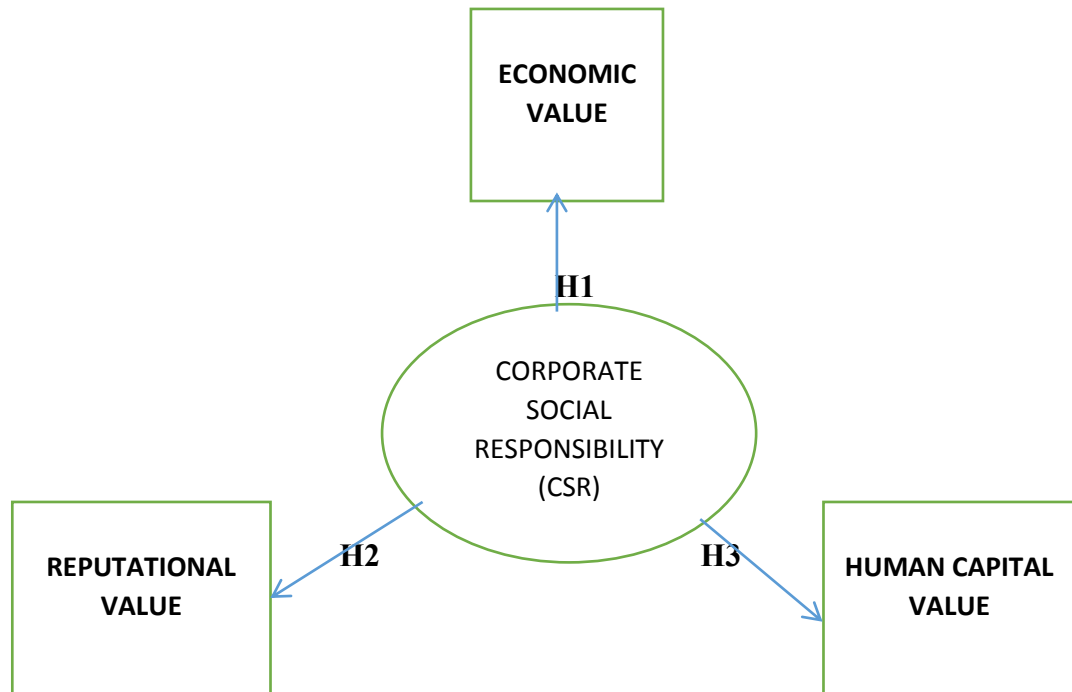 ECONOMIC
VALUE
H1
CORPORATE
SOCIAL
RESPONSIBILITY
(CSR)
REPUTATIONAL
VALUE
H2
H3
HUMAN CAPITAL
VALUE